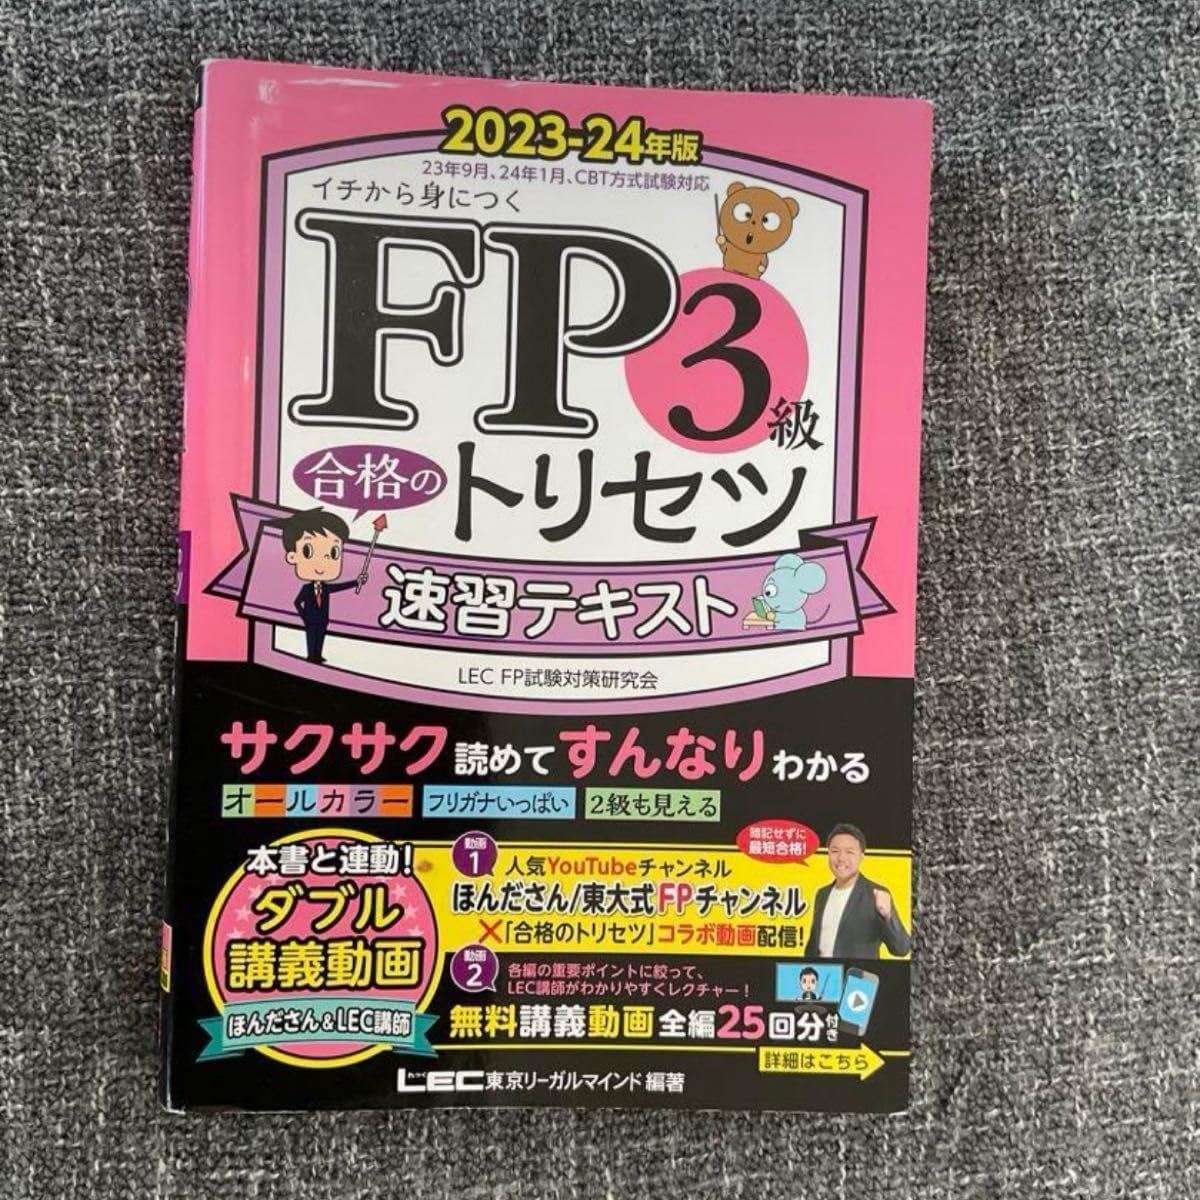 2023-24年版
23年9月、24年1月、CBT方式試験対応
イチから身につく
FP3級
合格の
トリセツ
速習テキスト
LEC FP試験対策研究会
サクサク読めてすんなりわかる
オールカラー フリガナいっぱい 2級も見える
本書と連動!
ダブル
講義動画
ほんださん&LEC講師
動画1
人気YouTubeチャンネル
ほんださん/東大式FPチャンネル
×「合格のトリセツ」コラボ動画配信!
暗記せずに
最短合格!
動画2
各編の重要ポイントに絞って、
LEC講師がわかりやすくレクチャー!
無料講義動画 全編25回分付き
詳細はこちら
LEC東京リーガルマインド 編著